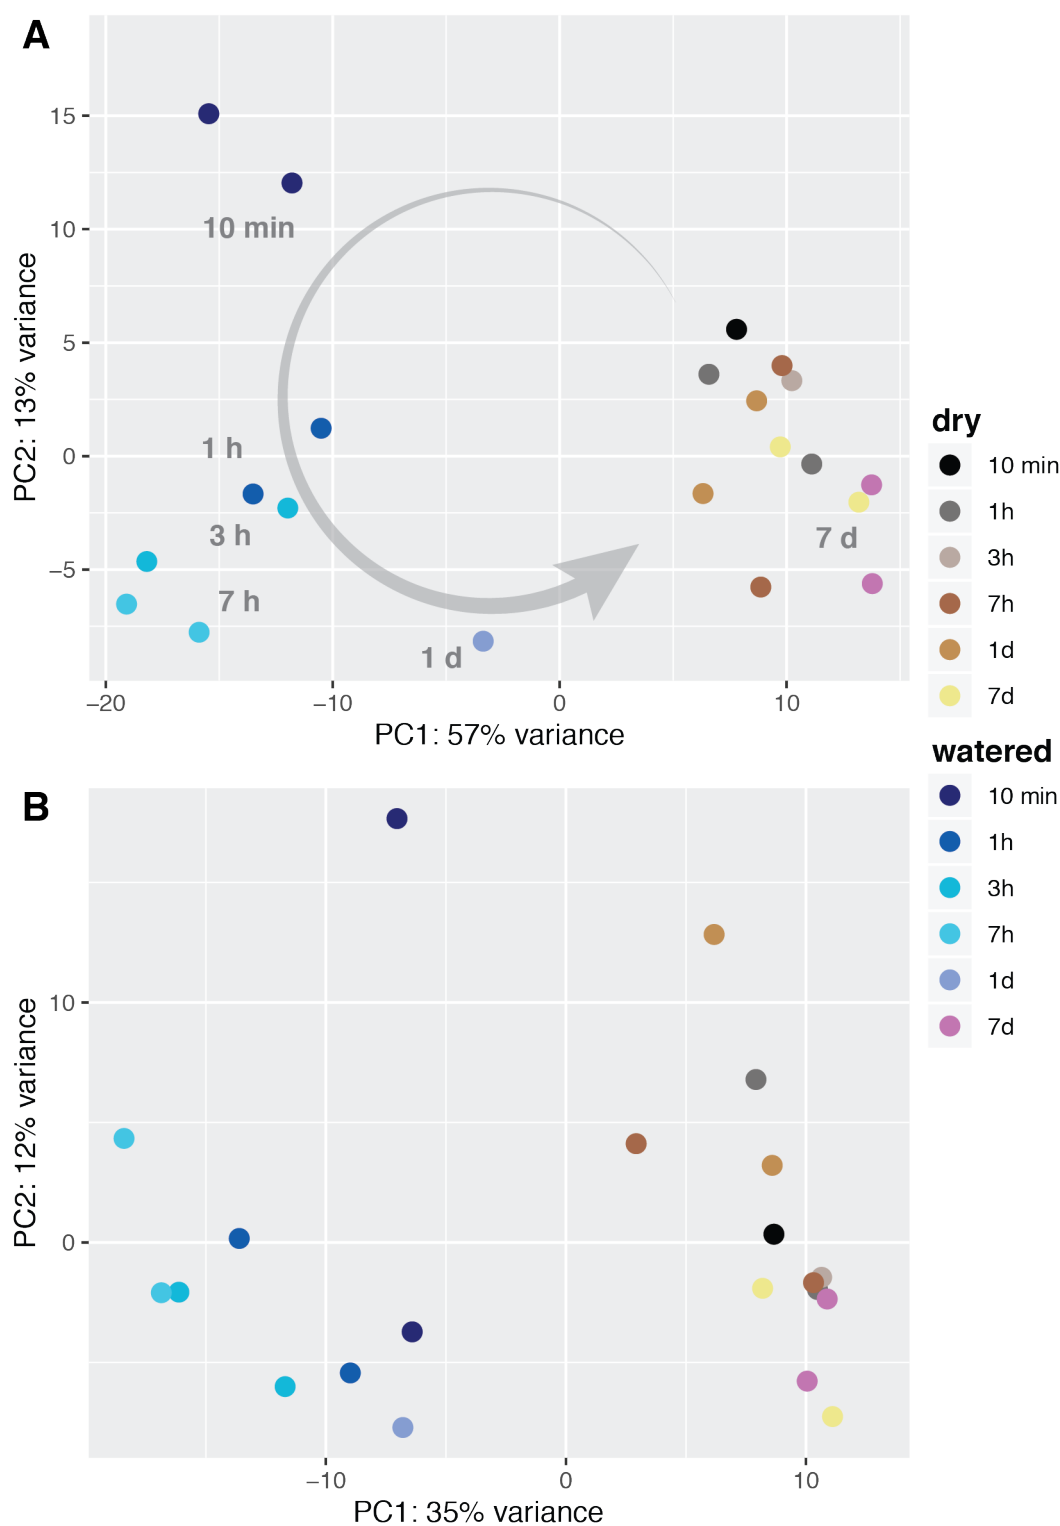 A
15
10
5
0
−5
PC2: 13% variance
10 min
1 h
3 h
7 h
1 d
7 d
−20
−10
0
10
PC1: 57% variance
dry
10 min
1h
3h
7h
1d
7d
watered
10 min
1h
3h
7h
1d
7d
B
10
0
PC2: 12% variance
−10
0
10
PC1: 35% variance